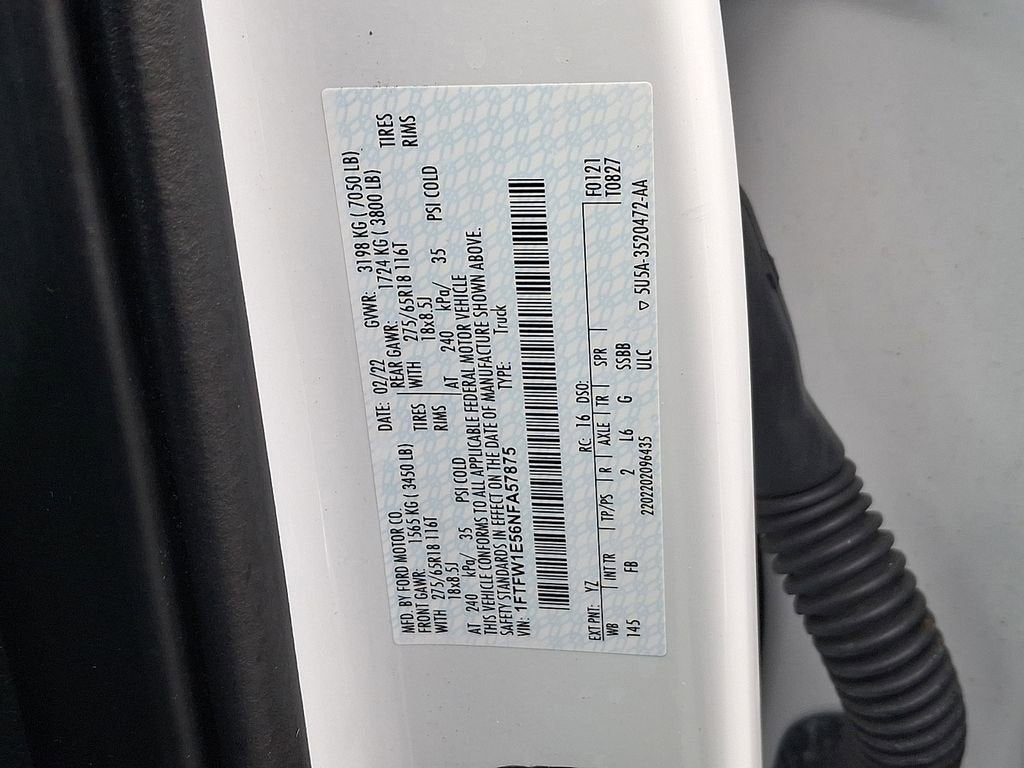 MFD. BY FORD MOTOR CO. DATE: 02/22 GVWR: 3198 KG ( 7050 LB)
FRONT GAWR: 1565 KG ( 3450 LB) REAR GAWR: 1724 KG ( 3800 LB)
WITH 275/65R18 116T TIRES WITH 275/65R18 116T TIRES
18x8.5J RIMS 18x8.5J RIMS
AT 240 kPa/ 35 PSI COLD AT 240 kPa/ 35 PSI COLD
THIS VEHICLE CONFORMS TO ALL APPLICABLE FEDERAL MOTOR VEHICLE
SAFETY STANDARDS IN EFFECT ON THE DATE OF MANUFACTURE SHOWN ABOVE.
VIN: 1FTFW1E56NFA57875 TYPE: Truck
EXT PNT: YZ RC: 16 DSO: F0121
WB INT TR TP/PS R AXLE TR SPR T0827
145 FB 2 L6 G SSBB
2202202096435 ULC ▽ 5U5A-3520472-AA